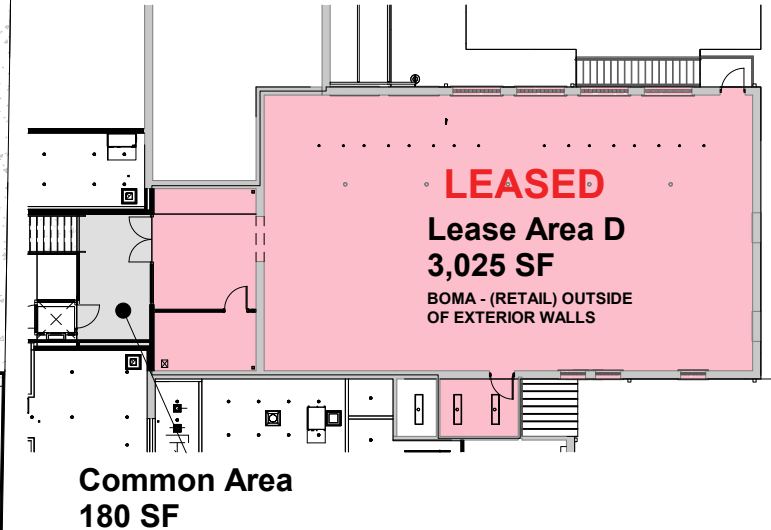 LEASED
Lease Area D
3,025 SF
BOMA - (RETAIL) OUTSIDE
OF EXTERIOR WALLS
Common Area
180 SF